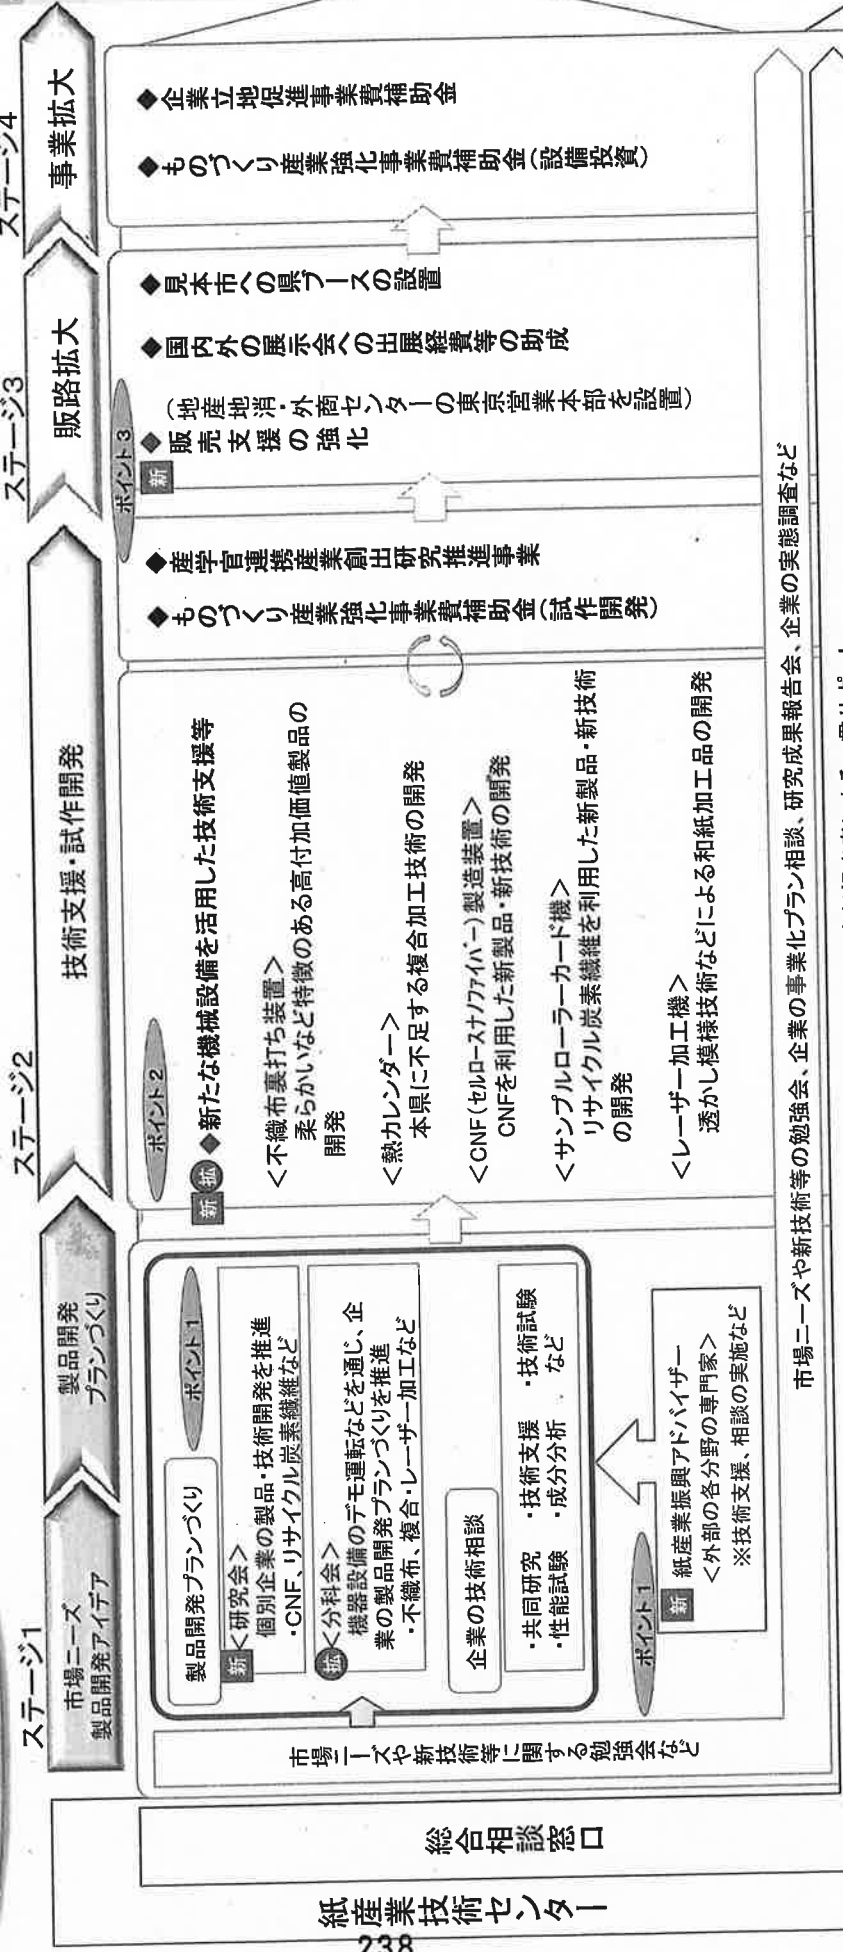 ステージ1
市場ニーズ
製品開発アイデア
製品開発
プランづくり
ステージ2
技術支援・試作開発
ステージ3
販路拡大
ステージ4
事業拡大
紙産業技術センター
総合相談窓口
市場ニーズや新技術等に関する勉強会など
製品開発プランづくり
ポイント1
新 <研究会>
個別企業の製品・技術開発を推進
・CNF、リサイクル炭素繊維など
拡 <分科会>
機器設備のデモ運転などを通じ、企
業の製品開発プランづくりを推進
・不織布、複合・レーザー加工など
企業の技術相談
・共同研究 ・技術支援 ・技術試験
・性能試験 ・成分分析 など
ポイント1
新 紙産業振興アドバイザー
<外部の各分野の専門家>
※技術支援、相談の実施など
ポイント2
新 拡 ◆新たな機械設備を活用した技術支援等
<不織布裏打ち装置>
柔らかいなど特徴のある高付加価値製品の
開発
<熱カレンダー>
本県に不足する複合加工技術の開発
<CNF(セルロースナノファイバー)製造装置>
CNFを利用した新製品・新技術の開発
<サンプルローラーカード機>
リサイクル炭素繊維を利用した新製品・新技術
の開発
<レーザー加工機>
透かし模様技術などによる和紙加工品の開発
◆ものづくり産業強化事業費補助金(試作開発)
◆産学官連携産業創出研究推進事業
ポイント3
新 ◆販売支援の強化
(地産地消・外商センターの東京営業本部を設置)
◆国内外の展示会への出展経費等の助成
◆見本市への県ブースの設置
◆ものづくり産業強化事業費補助金(設備投資)
◆企業立地促進事業費補助金
市場ニーズや新技術等の勉強会、企業の事業化プラン相談、研究成果報告会、企業の実態調査など
238